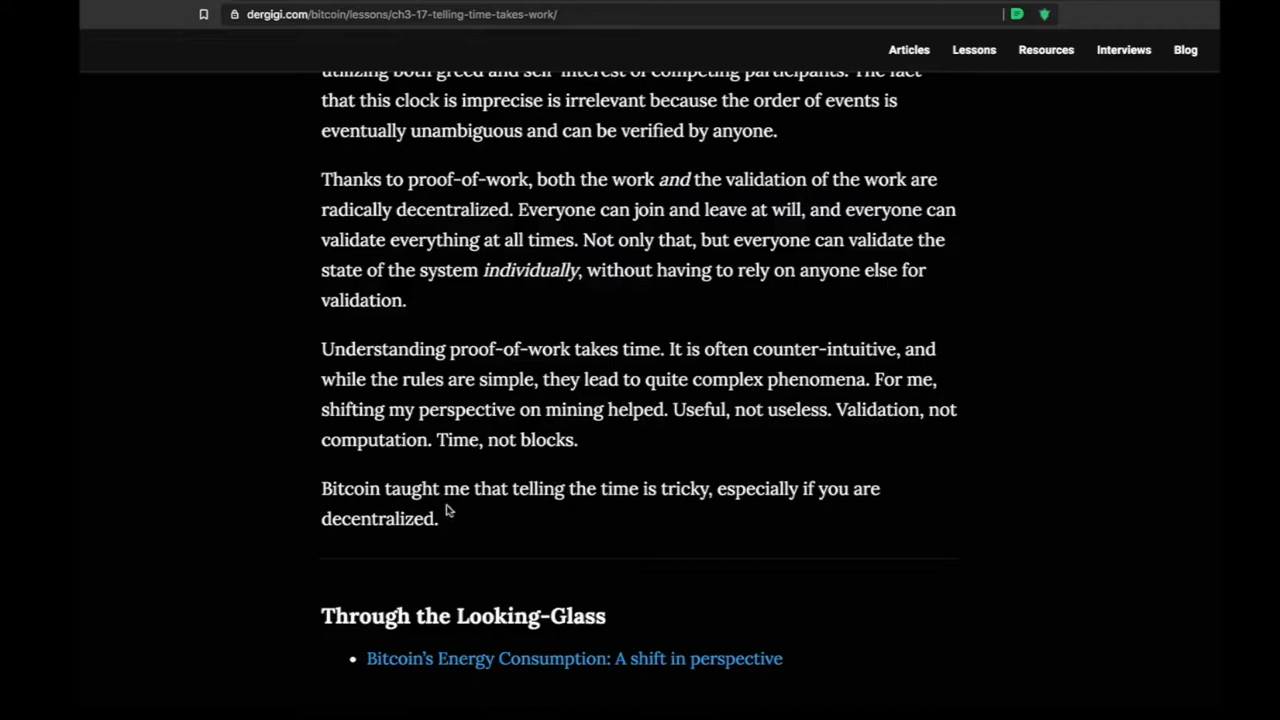 dergigi.com/bitcoin/lessons/ch3-17-telling-time-takes-work/
Articles Lessons Resources Interviews Blog
utilizing both greed and self-interest of competing participants. The fact
that this clock is imprecise is irrelevant because the order of events is
eventually unambiguous and can be verified by anyone.
Thanks to proof-of-work, both the work and the validation of the work are
radically decentralized. Everyone can join and leave at will, and everyone can
validate everything at all times. Not only that, but everyone can validate the
state of the system individually, without having to rely on anyone else for
validation.
Understanding proof-of-work takes time. It is often counter-intuitive, and
while the rules are simple, they lead to quite complex phenomena. For me,
shifting my perspective on mining helped. Useful, not useless. Validation, not
computation. Time, not blocks.
Bitcoin taught me that telling the time is tricky, especially if you are
decentralized.
Through the Looking-Glass
• Bitcoin’s Energy Consumption: A shift in perspective